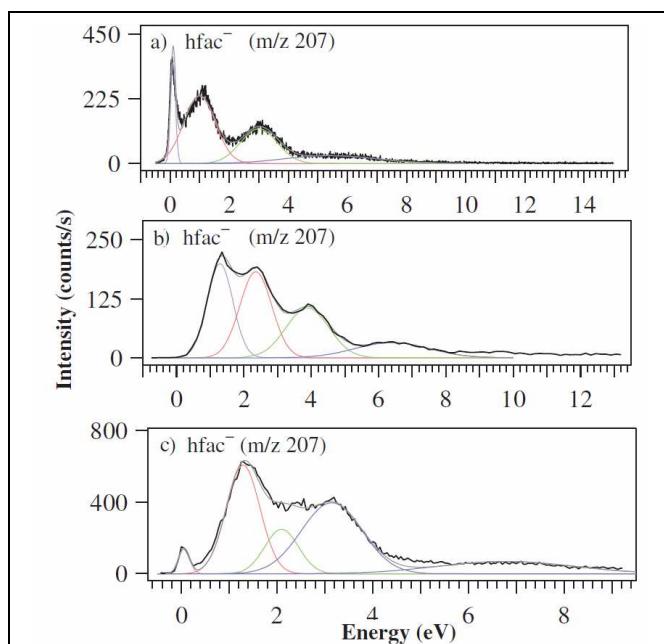 a) hfac⁻ (m/z 207)
450
225
0
0 2 4 6 8 10 12 14
b) hfac⁻ (m/z 207)
250
125
0
0 2 4 6 8 10 12
c) hfac⁻ (m/z 207)
800
400
0
0 2 4 6 8
Intensity (counts/s)
Energy (eV)